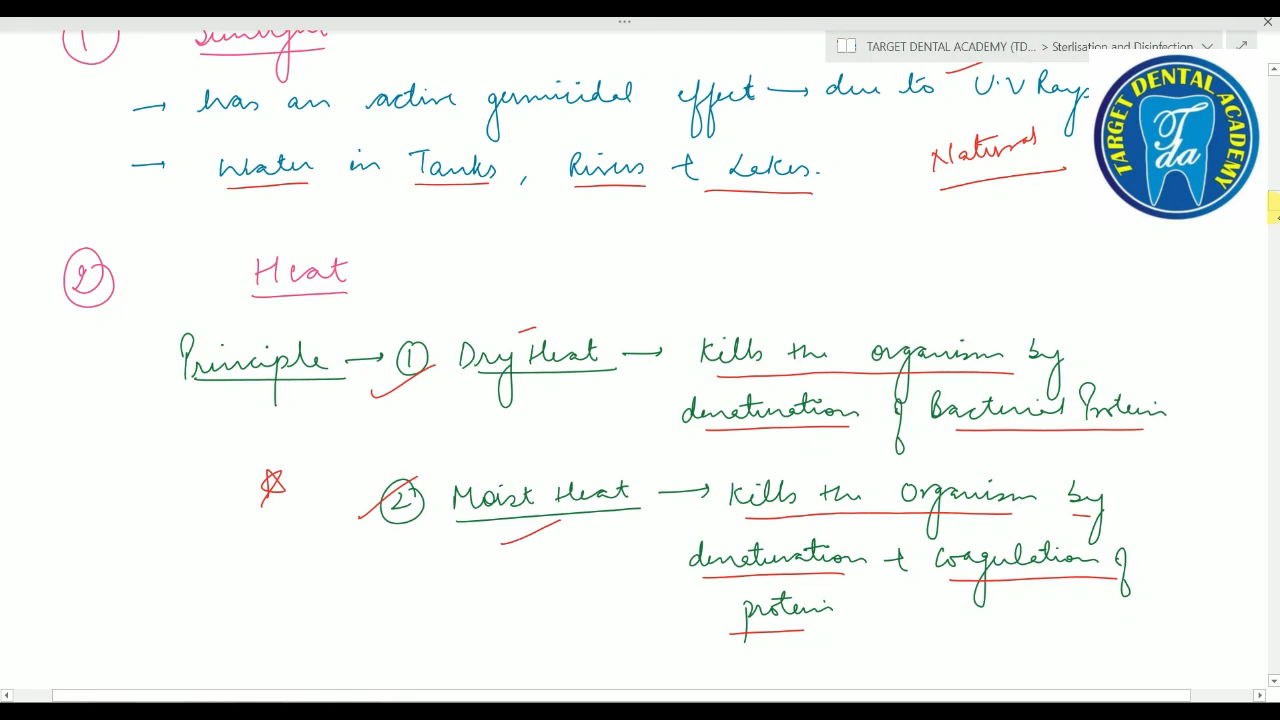 TARGET DENTAL ACADEMY (TD... > Sterlisation and Disinfection
① Sunlight
→ has an active germicidal effect → due to U.V Rays
→ Water in Tanks, Rivers & Lakes. Natural
TARGET DENTAL ACADEMY
Tda
② Heat
Principle → ① Dry Heat → Kills the organism by
denaturation of Bacterial Protein
② Moist Heat → Kills the Organism by
denaturation & Coagulation of
protein